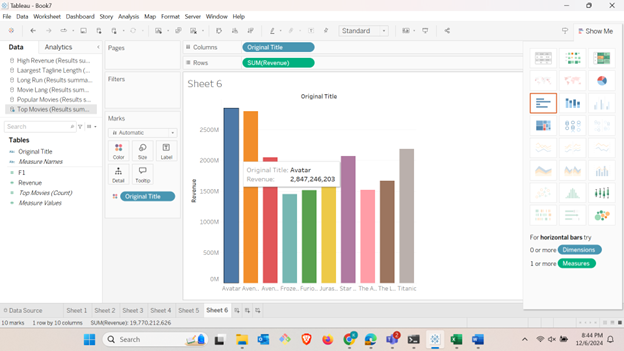 Tableau - Book7
File Data Worksheet Dashboard Story Analysis Map Format Server Window Help
Standard
Show Me
Data Analytics
High Revenue (Results summ...
Laargest Tagline Length (...
Long Run (Results summa...
Movie Lang (Results summ...
Popular Movies (Results s...
Top Movies (Results sum...
Search
Tables
Original Title
Measure Names
F1
Revenue
Top Movies (Count)
Measure Values
Pages
Filters
Marks
Automatic
Color Size Label
Detail Tooltip
Original Title
Columns Original Title
Rows SUM(Revenue)
Sheet 6
Original Title
Revenue
2500M
2000M
1500M
1000M
500M
0M
Original Title: Avatar
Revenue: 2,847,246,203
Avatar Aven.. Aven.. Froze.. Furio.. Juras.. Star .. The A.. The L.. Titanic
For horizontal bars try
0 or more Dimensions
1 or more Measures
Data Source Sheet 1 Sheet 2 Sheet 3 Sheet 4 Sheet 5 Sheet 6
10 marks 1 row by 10 columns SUM(Revenue): 19,770,212,626
Search
8:44 PM
12/6/2024